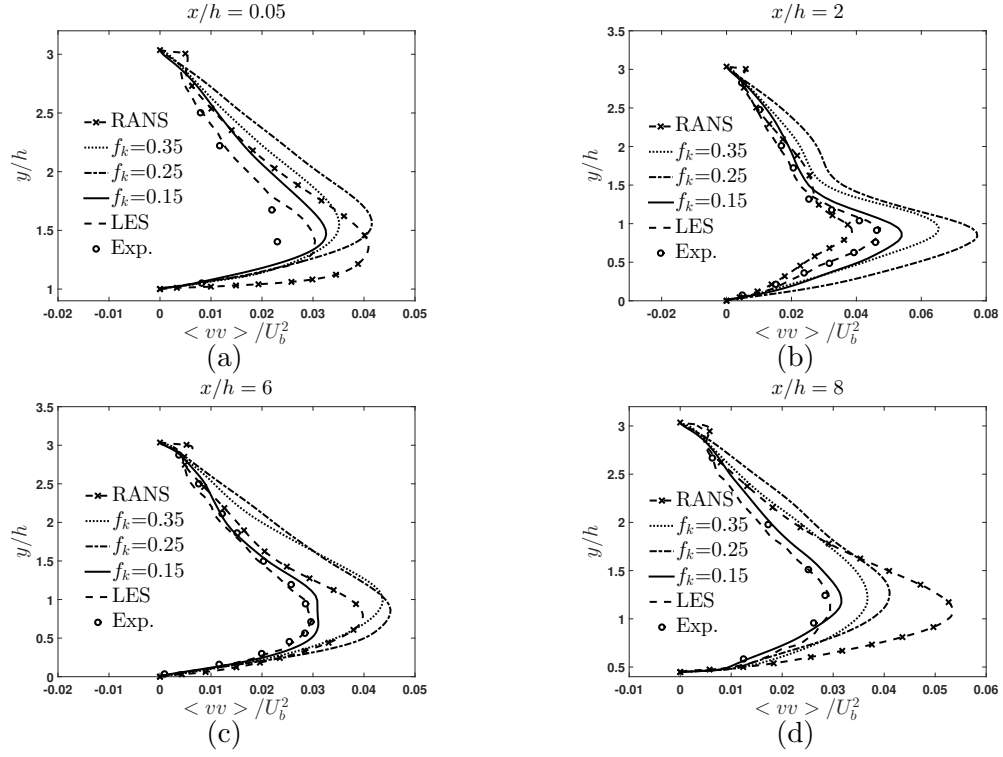 x/h = 0.05
3
2.5
2
1.5
1
y/h
RANS
f_k=0.35
f_k=0.25
f_k=0.15
LES
Exp.
-0.02 -0.01 0 0.01 0.02 0.03 0.04 0.05
< vv > /U_b^2
(a)
x/h = 2
3.5
3
2.5
2
1.5
1
0.5
0
y/h
RANS
f_k=0.35
f_k=0.25
f_k=0.15
LES
Exp.
-0.02 0 0.02 0.04 0.06 0.08
< vv > /U_b^2
(b)
x/h = 6
3.5
3
2.5
2
1.5
1
0.5
0
y/h
RANS
f_k=0.35
f_k=0.25
f_k=0.15
LES
Exp.
-0.02 -0.01 0 0.01 0.02 0.03 0.04 0.05
< vv > /U_b^2
(c)
x/h = 8
3
2.5
2
1.5
1
0.5
y/h
RANS
f_k=0.35
f_k=0.25
f_k=0.15
LES
Exp.
-0.01 0 0.01 0.02 0.03 0.04 0.05 0.06
< vv > /U_b^2
(d)